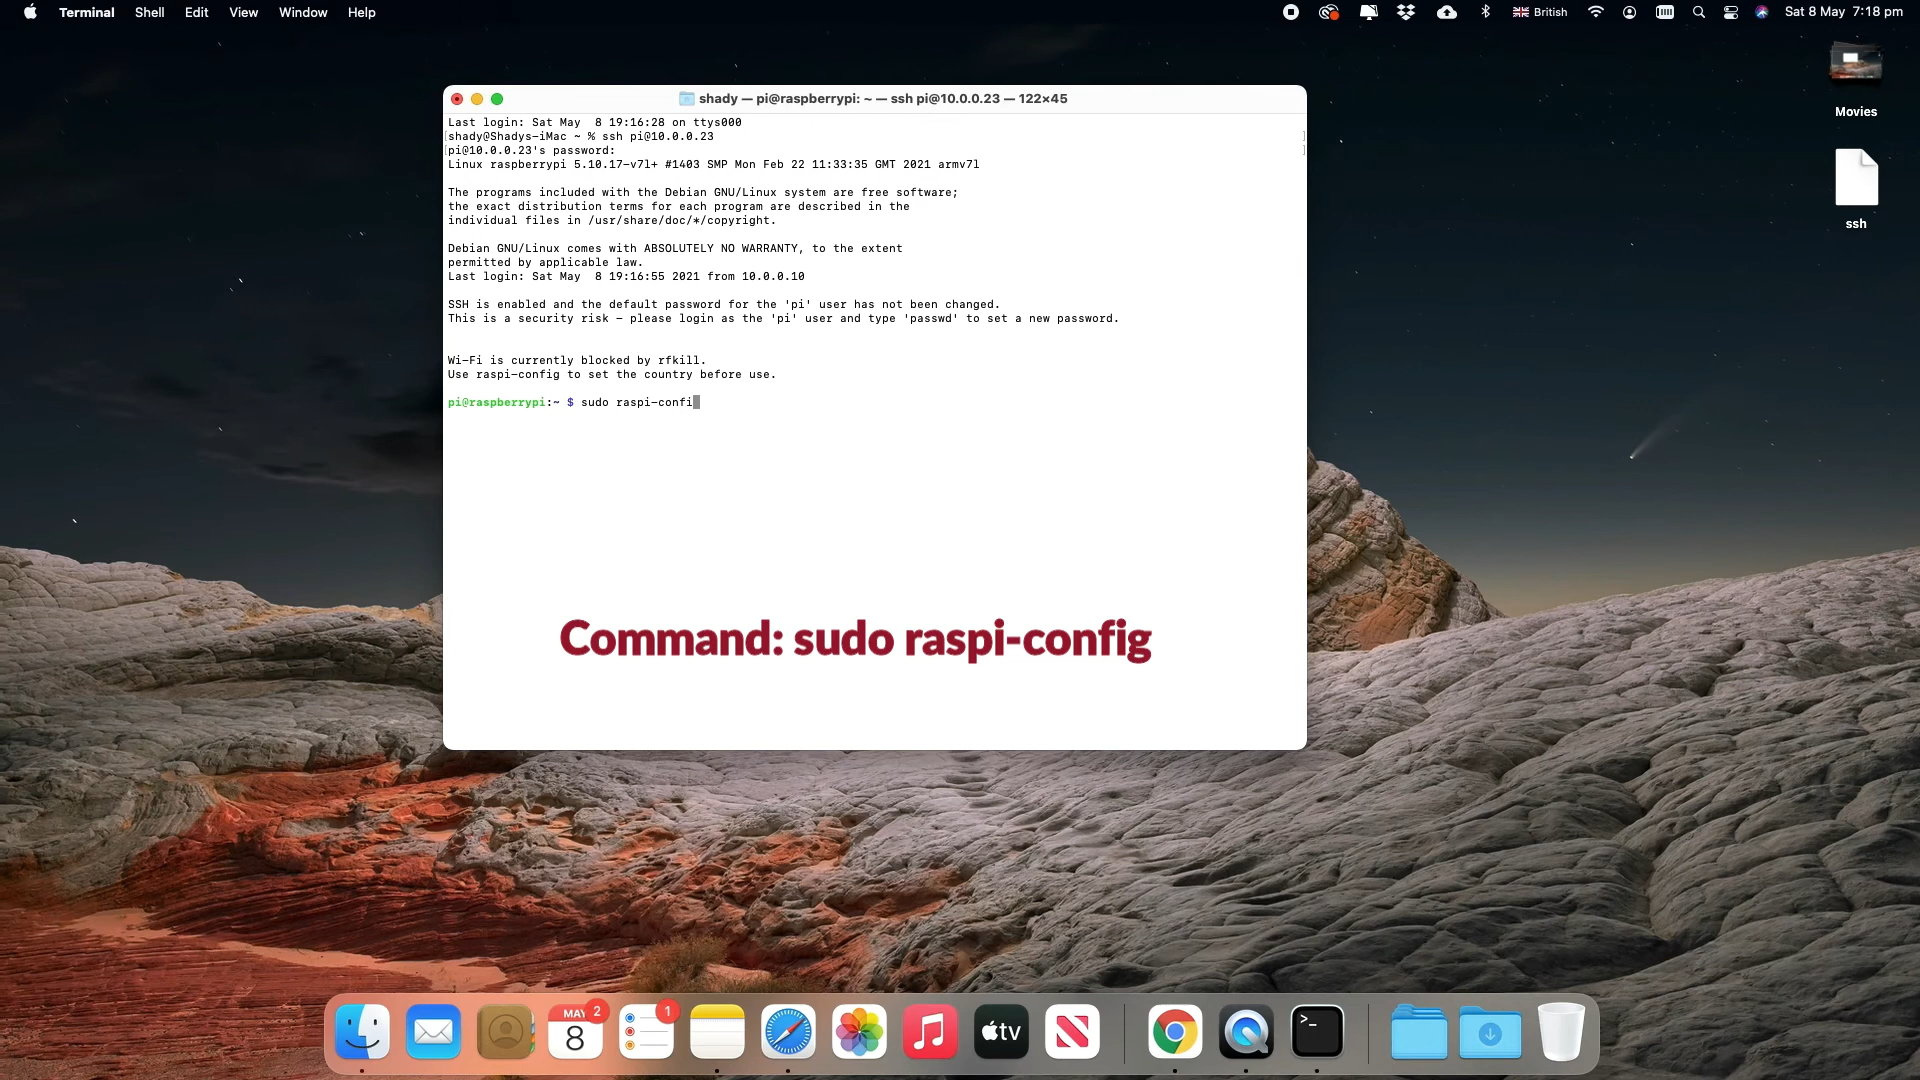 Terminal Shell Edit View Window Help
British Sat 8 May 7:18 pm
Movies
ssh
shady — pi@raspberrypi: ~ — ssh pi@10.0.0.23 — 122×45
Last login: Sat May  8 19:16:28 on ttys000
[shady@Shadys-iMac ~ % ssh pi@10.0.0.23 ]
[pi@10.0.0.23's password: ]
Linux raspberrypi 5.10.17-v7l+ #1403 SMP Mon Feb 22 11:33:35 GMT 2021 armv7l
The programs included with the Debian GNU/Linux system are free software;
the exact distribution terms for each program are described in the
individual files in /usr/share/doc/*/copyright.
Debian GNU/Linux comes with ABSOLUTELY NO WARRANTY, to the extent
permitted by applicable law.
Last login: Sat May  8 19:16:55 2021 from 10.0.0.10
SSH is enabled and the default password for the 'pi' user has not been changed.
This is a security risk - please login as the 'pi' user and type 'passwd' to set a new password.
Wi-Fi is currently blocked by rfkill.
Use raspi-config to set the country before use.
pi@raspberrypi:~ $ sudo raspi-confi
Command: sudo raspi-config
MAY 2
8
1
tv
>_